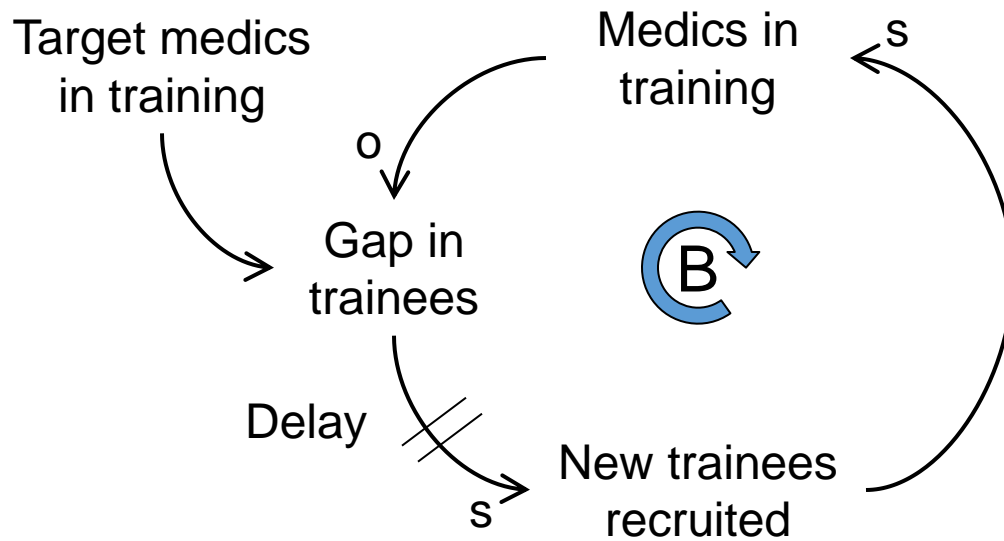 Target medics
in training
Medics in
training
s
o
Gap in
trainees
B
Delay
s
New trainees
recruited